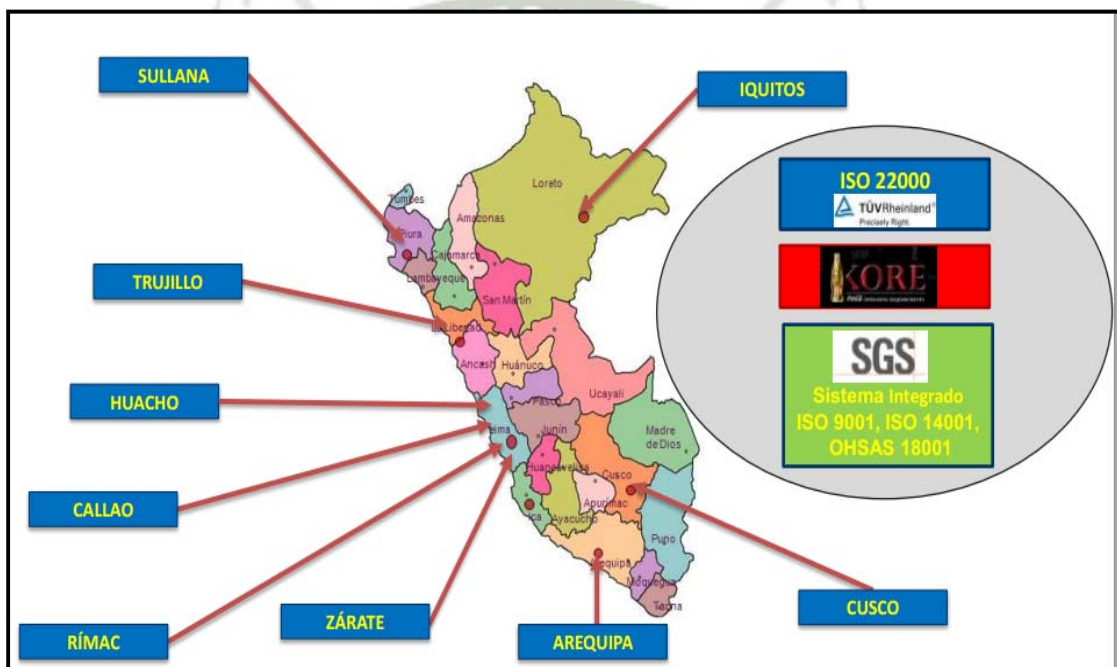 SULLANA
IQUITOS
ISO 22000
TÜVRheinland®
Precisely Right.
KORE
SGS
Sistema Integrado
ISO 9001, ISO 14001,
OHSAS 18001
TRUJILLO
HUACHO
CALLAO
RÍMAC
ZÁRATE
AREQUIPA
CUSCO
Loreto
Tumbes
Piura
Amazonas
Cajamarca
Lambayeque
San Martín
La Libertad
Ancash
Huánuco
Ucayali
Pasco
Lima
Junín
Madre
de Dios
Huancavelica
Cusco
Apurímac
Ica
Ayacucho
Puno
Arequipa
Moquegua
Tacna